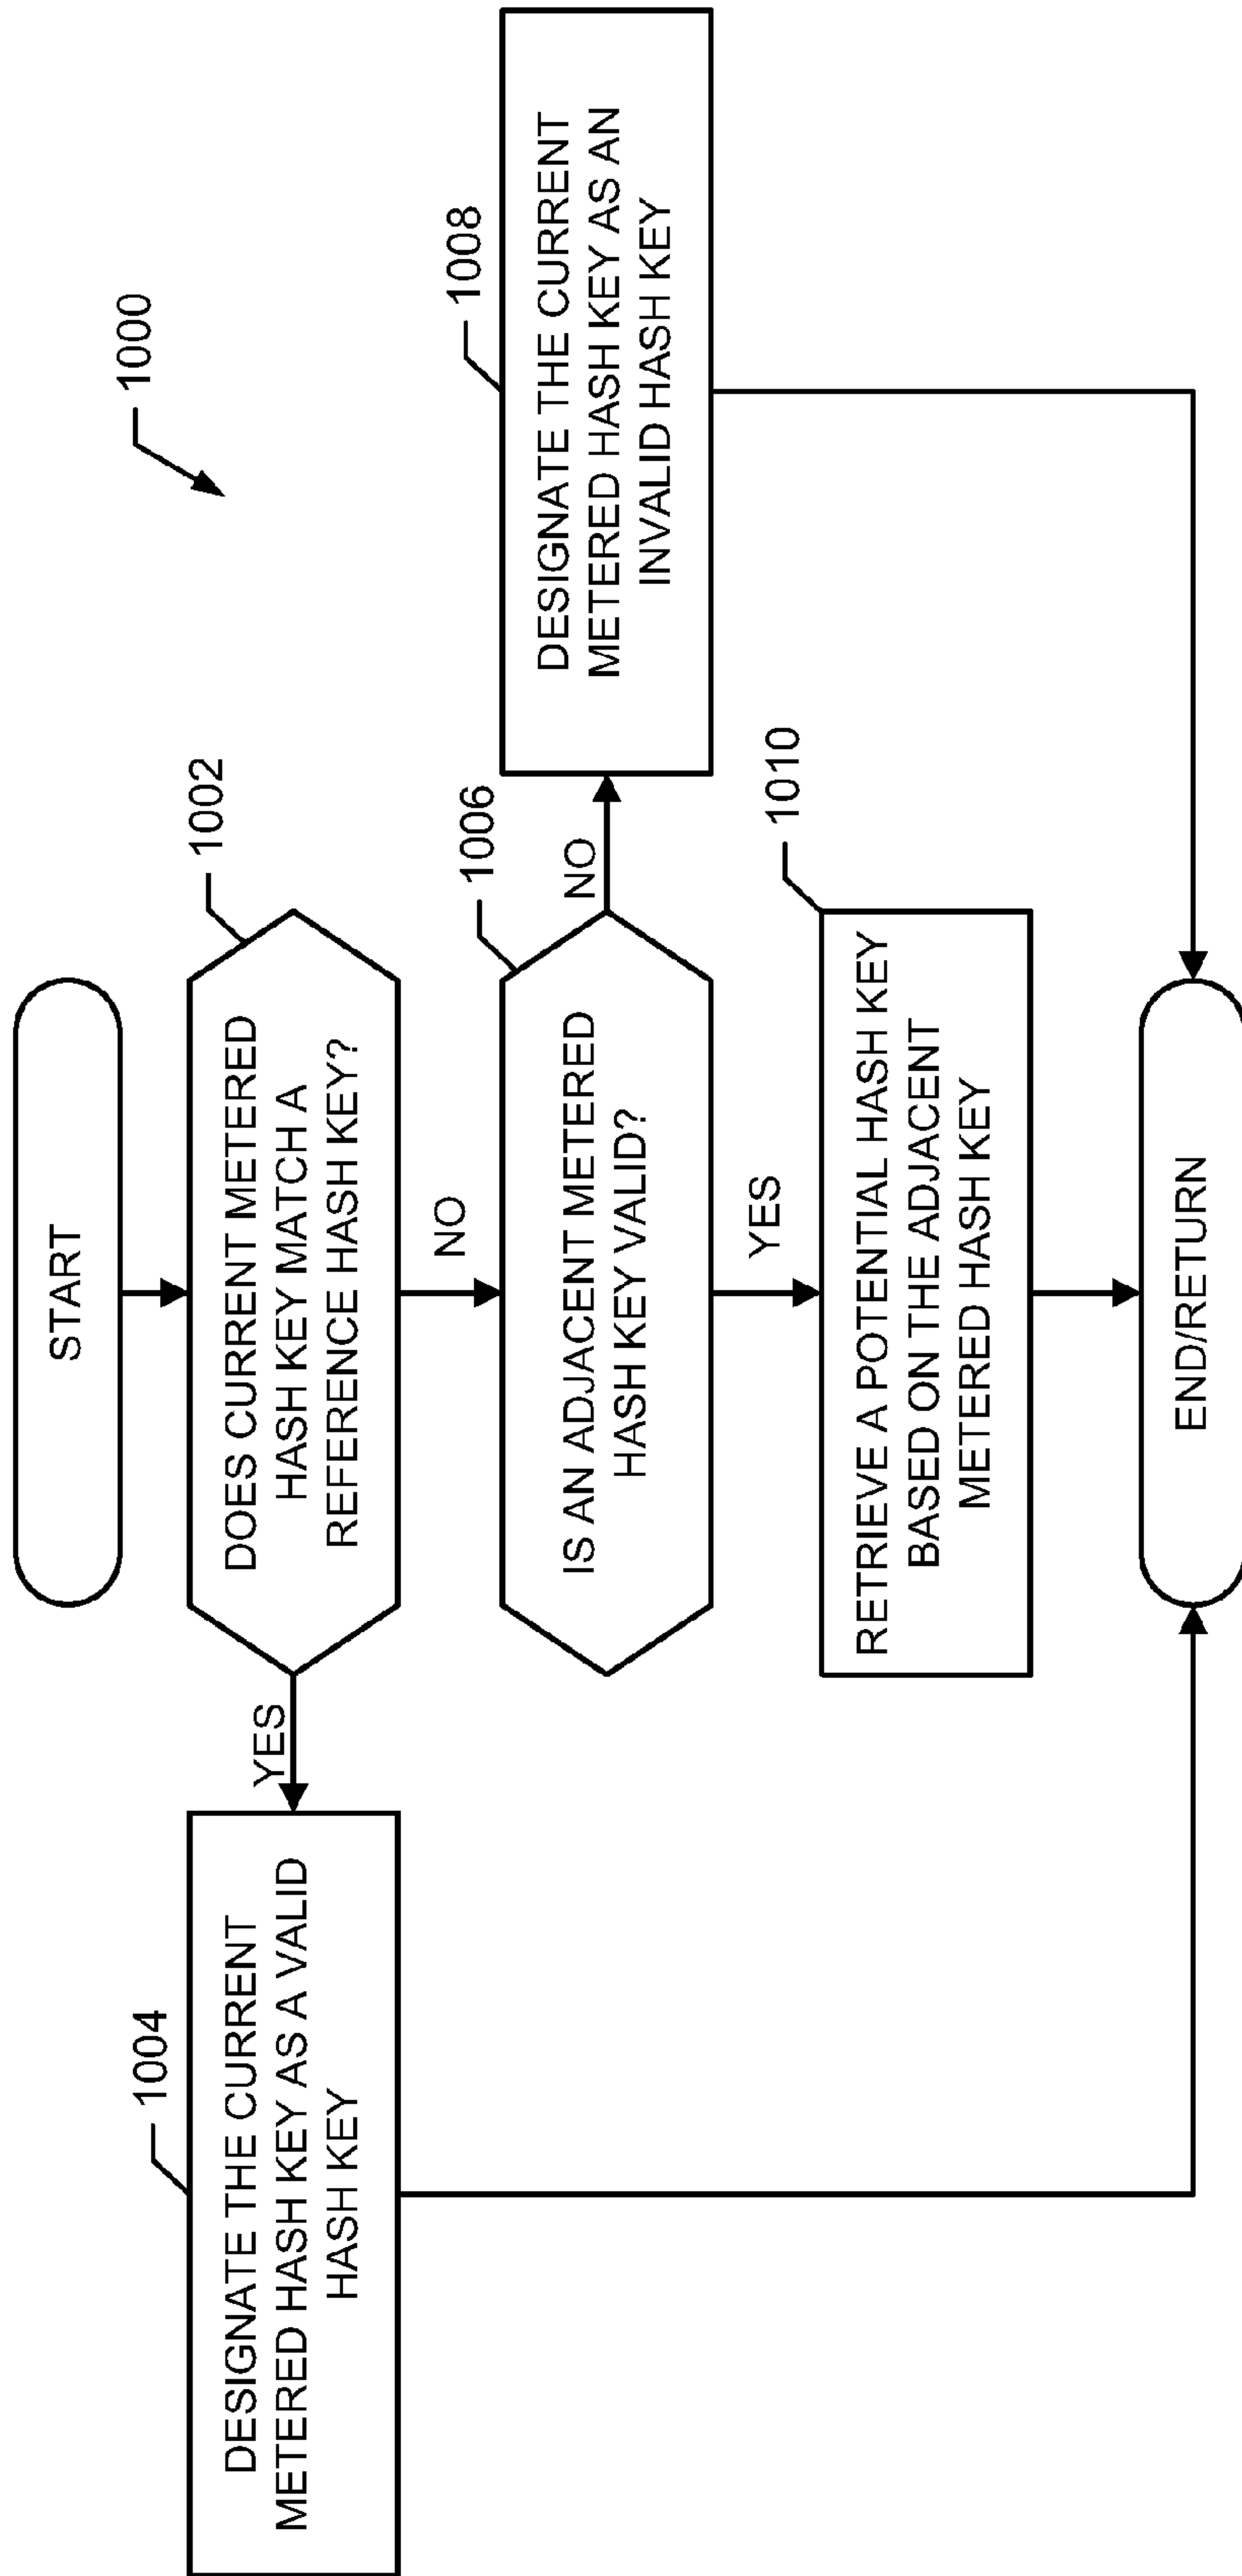 1000
START
1002
DOES CURRENT METERED
HASH KEY MATCH A
REFERENCE HASH KEY?
YES
1004
DESIGNATE THE CURRENT
METERED HASH KEY AS A VALID
HASH KEY
NO
1006
IS AN ADJACENT METERED
HASH KEY VALID?
NO
1008
DESIGNATE THE CURRENT
METERED HASH KEY AS AN
INVALID HASH KEY
YES
1010
RETRIEVE A POTENTIAL HASH KEY
BASED ON THE ADJACENT
METERED HASH KEY
END/RETURN